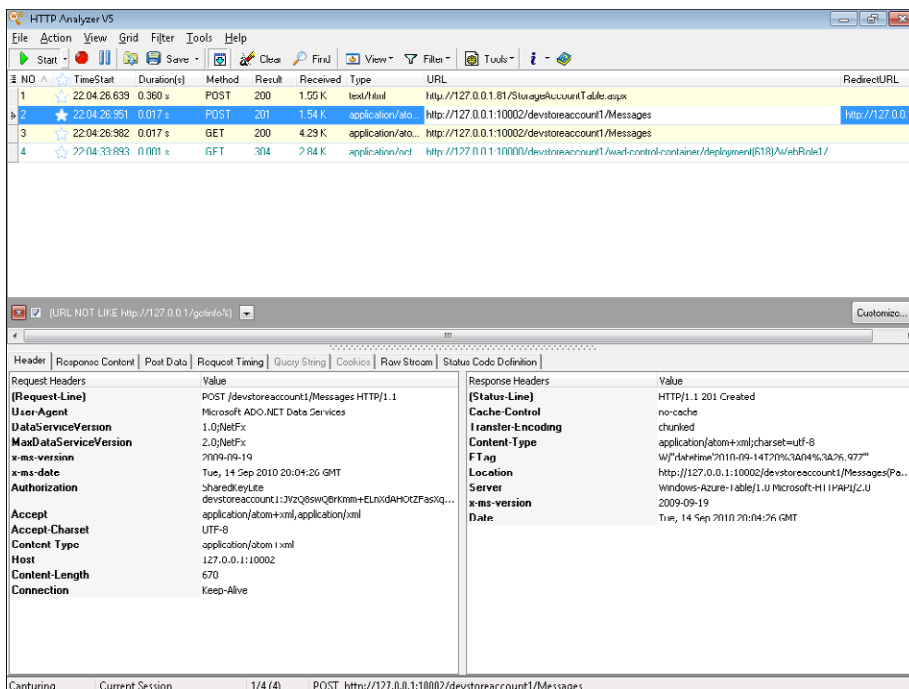 HTTP Analyzer V5
File Action View Grid Filter Tools Help
Start Save Clear Find View Filter Tools
NO TimeStart Duration(s) Method Result Received Type URL RedirectURL
1 22:04:26:639 0.360 s POST 200 1.55 K text/html http://127.0.0.1:81/StorageAccountTable.aspx
2 22:04:26:951 0.017 s POST 201 1.54 K application/ato... http://127.0.0.1:10002/devstoreaccount1/Messages http://127.0.0.
3 22:04:26:982 0.017 s GET 200 4.29 K application/ato... http://127.0.0.1:10002/devstoreaccount1/Messages
4 22:04:33:893 0.001 s GET 304 2.84 K application/oct http://127.0.0.1:10000/devstoreaccount1/wad-control-container/deployment(618)/WebRole1/
(URL NOT LIKE http://127.0.0.1/gotinfo%) Customize...
Header Response Content Post Data Request Timing Query String Cookies Raw Stream Status Code Definition
Request Headers Value Response Headers Value
(Request-Line) POST /devstoreaccount1/Messages HTTP/1.1 (Status-Line) HTTP/1.1 201 Created
User-Agent Microsoft ADO.NET Data Services Cache-Control no-cache
DataServiceVersion 1.0;NetFx Transfer-Encoding chunked
MaxDataServiceVersion 2.0;NetFx Content-Type application/atom+xml;charset=utf-8
x-ms-version 2009-09-19 ETag W/"datetime'2010-09-14T20%3A04%3A26.977'"
x-ms-date Tue, 14 Sep 2010 20:04:26 GMT Location http://127.0.0.1:10002/devstoreaccount1/Messages(Pa...
Authorization SharedKeyLite Server Windows-Azure-Table/1.0 Microsoft-HTTPAPI/2.0
devstoreaccount1: x-ms-version 2009-09-19
Accept application/atom+xml,application/xml Date Tue, 14 Sep 2010 20:04:26 GMT
Accept-Charset UTF-8
Content Type application/atom+xml
Host 127.0.0.1:10002
Content-Length 670
Connection Keep-Alive
Capturing Current Session 1/4 (4) POST http://127.0.0.1:10002/devstoreaccount1/Messages